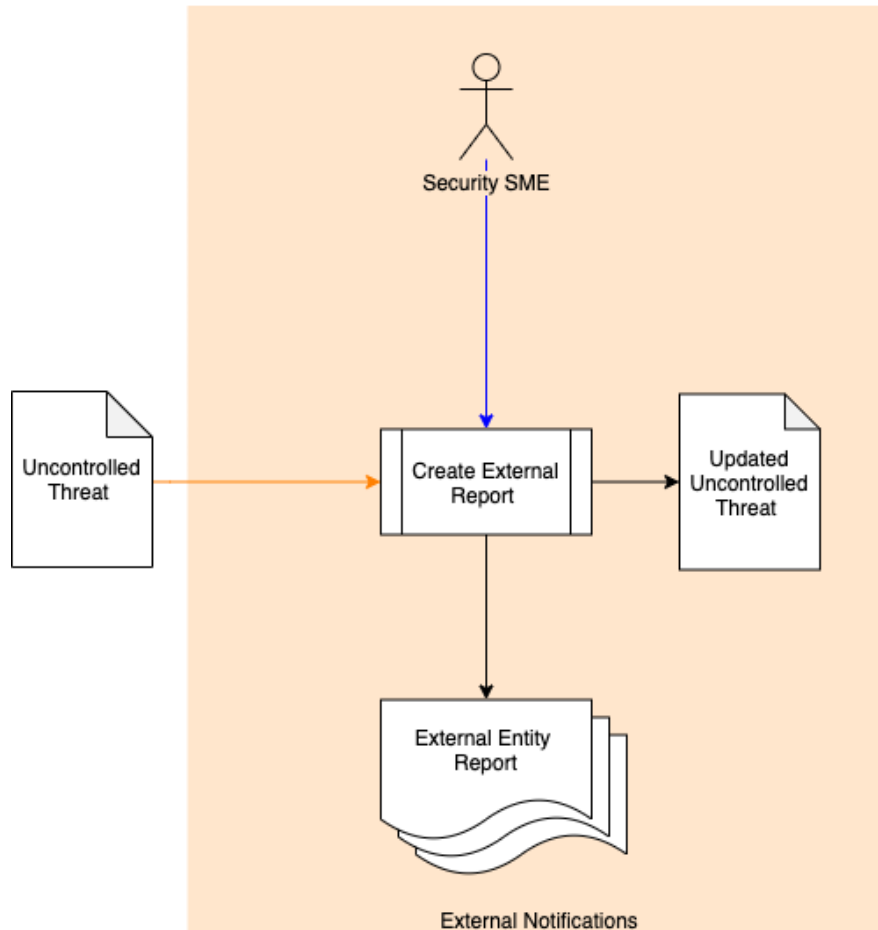 Security SME
Uncontrolled
Threat
Create External
Report
Updated
Uncontrolled
Threat
External Entity
Report
External Notifications